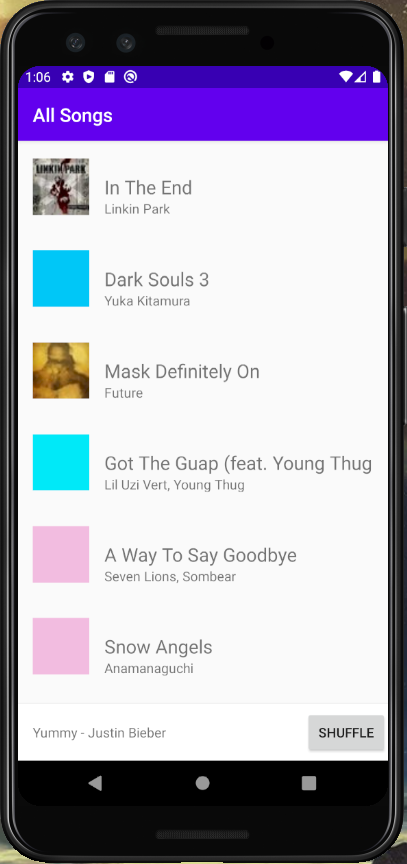 1:06
All Songs
LINKIN PARK
In The End
Linkin Park
Dark Souls 3
Yuka Kitamura
Mask Definitely On
Future
Got The Guap (feat. Young Thug
Lil Uzi Vert, Young Thug
A Way To Say Goodbye
Seven Lions, Sombear
Snow Angels
Anamanaguchi
Yummy - Justin Bieber
SHUFFLE